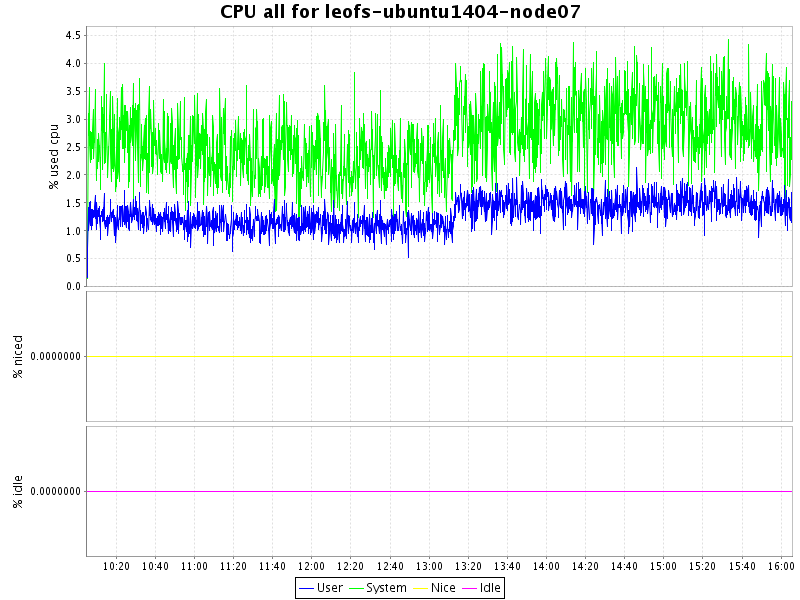 CPU all for leofs-ubuntu1404-node07
% used cpu
4.5
4.0
3.5
3.0
2.5
2.0
1.5
1.0
0.5
0.0
% niced
0.0000000
% idle
0.0000000
10:20 10:40 11:00 11:20 11:40 12:00 12:20 12:40 13:00 13:20 13:40 14:00 14:20 14:40 15:00 15:20 15:40 16:00
User System Nice Idle